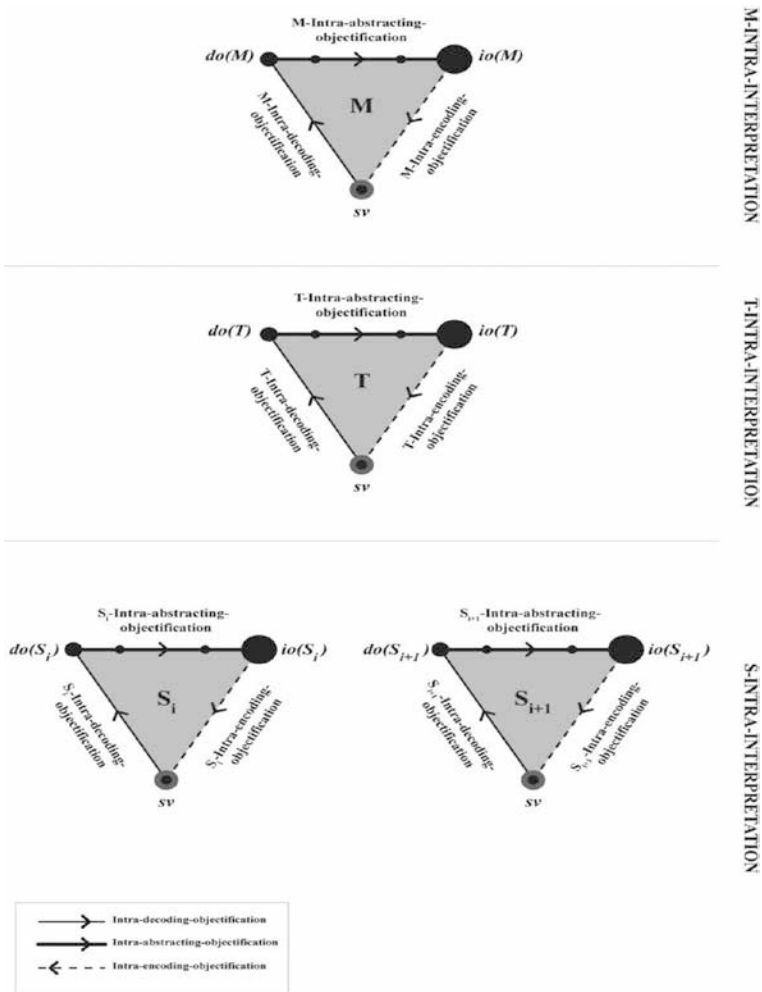 M-Intra-abstracting-
objectification
do(M)
io(M)
M
M-Intra-decoding-
objectification
M-Intra-encoding-
objectification
sv
M-INTRA-INTERPRETATION
T-Intra-abstracting-
objectification
do(T)
io(T)
T
T-Intra-decoding-
objectification
T-Intra-encoding-
objectification
sv
T-INTRA-INTERPRETATION
Si-Intra-abstracting-
objectification
do(Si)
io(Si)
Si
Si-Intra-decoding-
objectification
Si-Intra-encoding-
objectification
sv
Si+1-Intra-abstracting-
objectification
do(Si+1)
io(Si+1)
Si+1
Si+1-Intra-decoding-
objectification
Si+1-Intra-encoding-
objectification
sv
S-INTRA-INTERPRETATION
Intra-decoding-objectification
Intra-abstracting-objectification
Intra-encoding-objectification